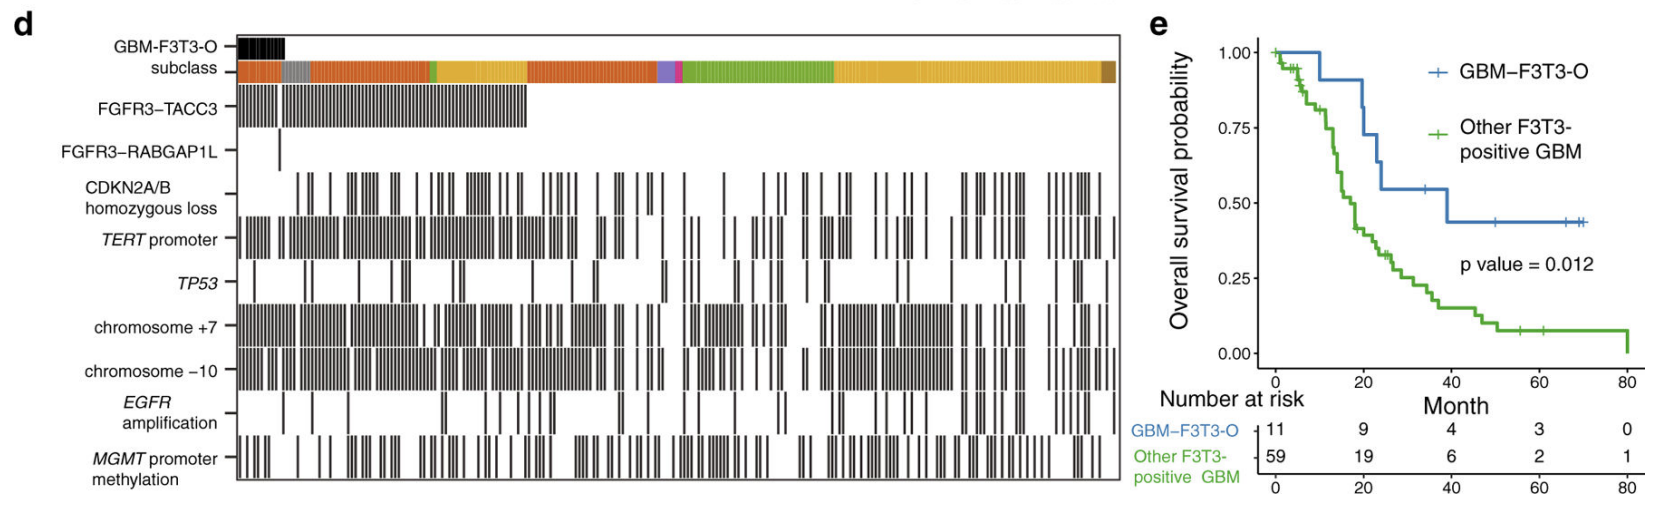 d
GBM-F3T3-O
subclass
FGFR3−TACC3
FGFR3−RABGAP1L
CDKN2A/B
homozygous loss
TERT promoter
TP53
chromosome +7
chromosome −10
EGFR
amplification
MGMT promoter
methylation
e
Overall survival probability
1.00
0.75
0.50
0.25
0.00
GBM−F3T3-O
Other F3T3-
positive GBM
p value = 0.012
0 20 40 60 80
Month
Number at risk
GBM−F3T3-O 11 9 4 3 0
Other F3T3-
positive GBM 59 19 6 2 1
0 20 40 60 80